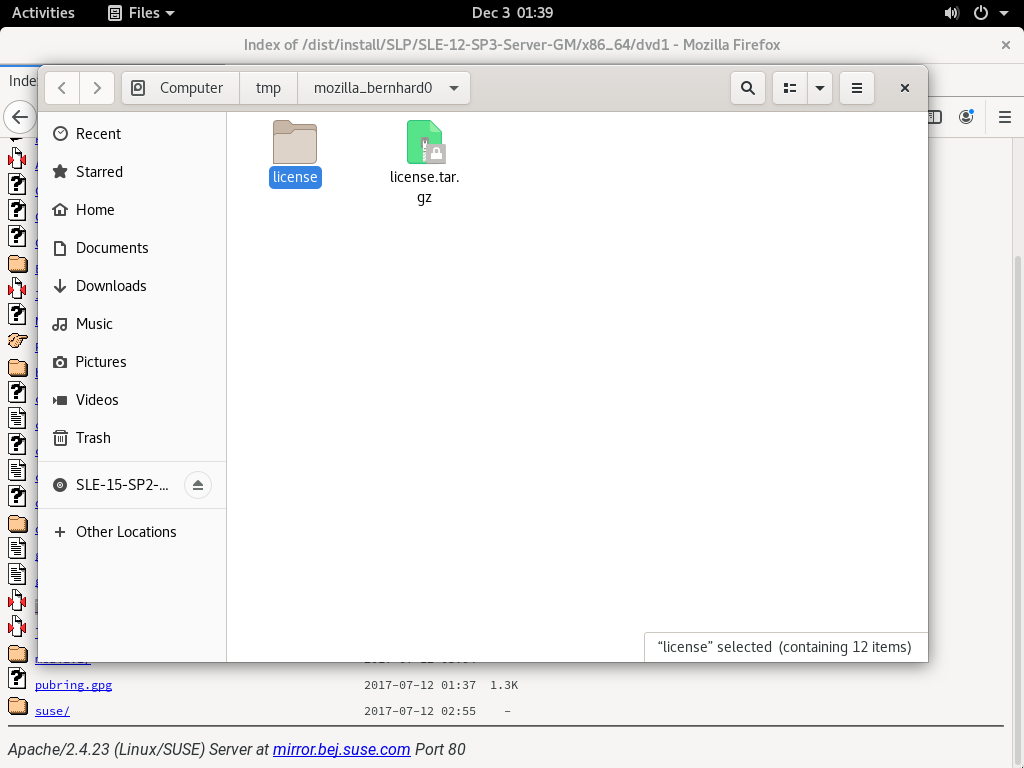 Activities Files Dec 3 01:39
Index of /dist/install/SLP/SLE-12-SP3-Server-GM/x86_64/dvd1 - Mozilla Firefox
Computer tmp mozilla_bernhard0
Recent
Starred
Home
Documents
Downloads
Music
Pictures
Videos
Trash
SLE-15-SP2-...
Other Locations
license
license.tar.
gz
“license” selected (containing 12 items)
pubring.gpg 2017-07-12 01:37 1.3K
suse/ 2017-07-12 02:55 -
Apache/2.4.23 (Linux/SUSE) Server at mirror.bej.suse.com Port 80